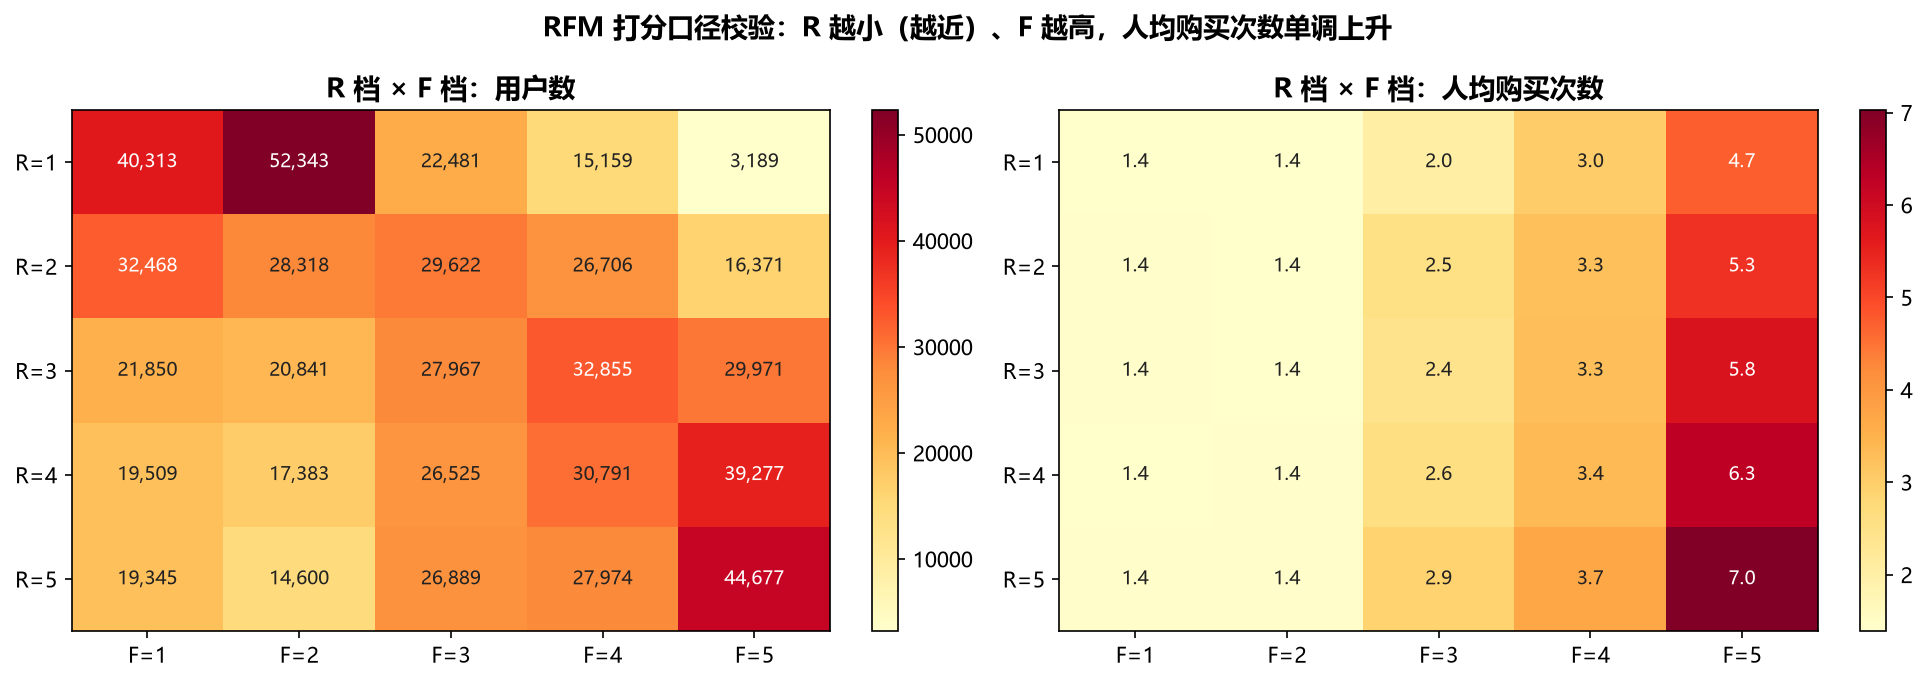 RFM 打分口径校验：R 越小（越近）、F 越高，人均购买次数单调上升
R 档 × F 档：用户数
R=1 40,313 52,343 22,481 15,159 3,189
R=2 32,468 28,318 29,622 26,706 16,371
R=3 21,850 20,841 27,967 32,855 29,971
R=4 19,509 17,383 26,525 30,791 39,277
R=5 19,345 14,600 26,889 27,974 44,677
F=1 F=2 F=3 F=4 F=5
50000
40000
30000
20000
10000
R 档 × F 档：人均购买次数
R=1 1.4 1.4 2.0 3.0 4.7
R=2 1.4 1.4 2.5 3.3 5.3
R=3 1.4 1.4 2.4 3.3 5.8
R=4 1.4 1.4 2.6 3.4 6.3
R=5 1.4 1.4 2.9 3.7 7.0
F=1 F=2 F=3 F=4 F=5
7
6
5
4
3
2